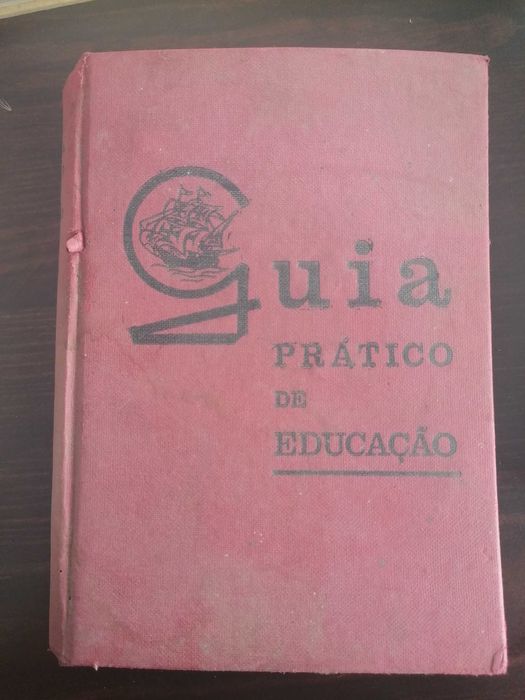 Guia
PRÁTICO
DE
EDUCAÇÃO